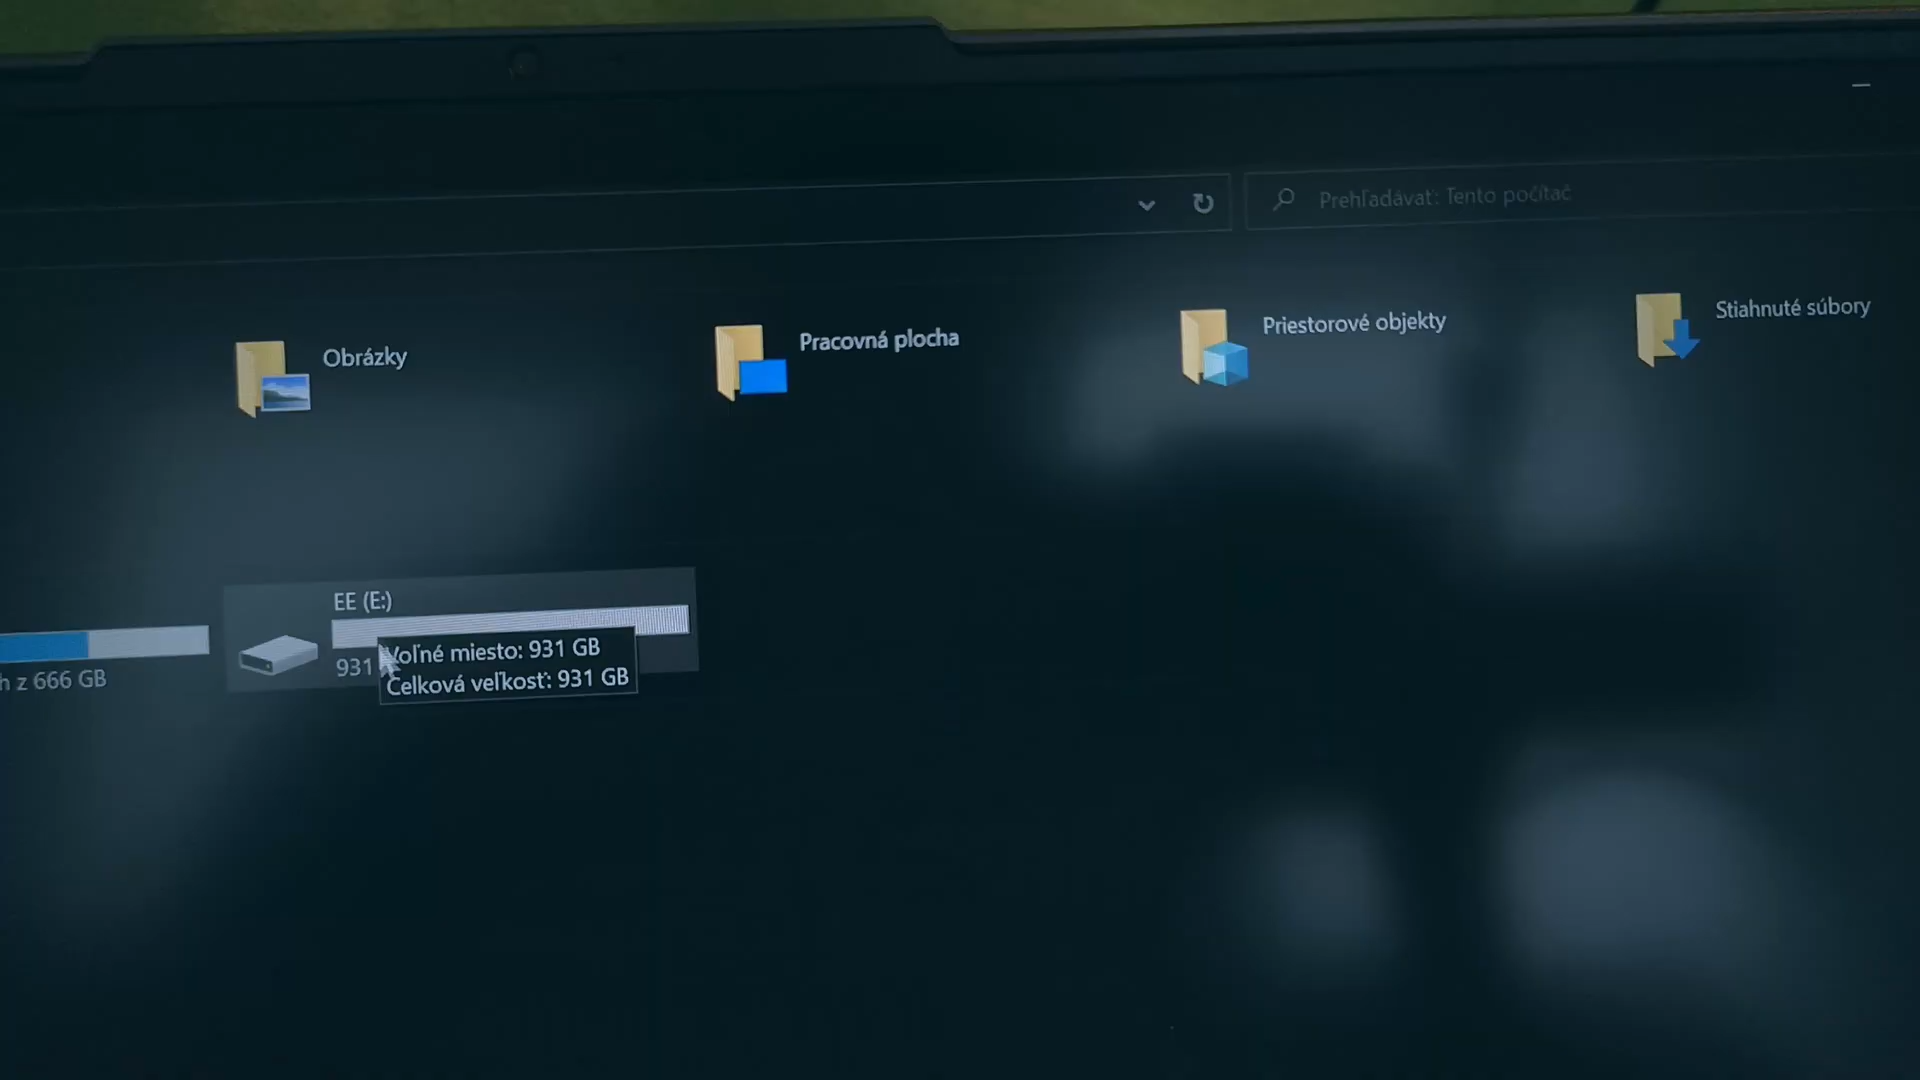 Prehľadávať: Tento počítač
Obrázky
Pracovná plocha
Priestorové objekty
Stiahnuté súbory
EE (E:)
h z 666 GB
931
Voľné miesto: 931 GB
Celková veľkosť: 931 GB